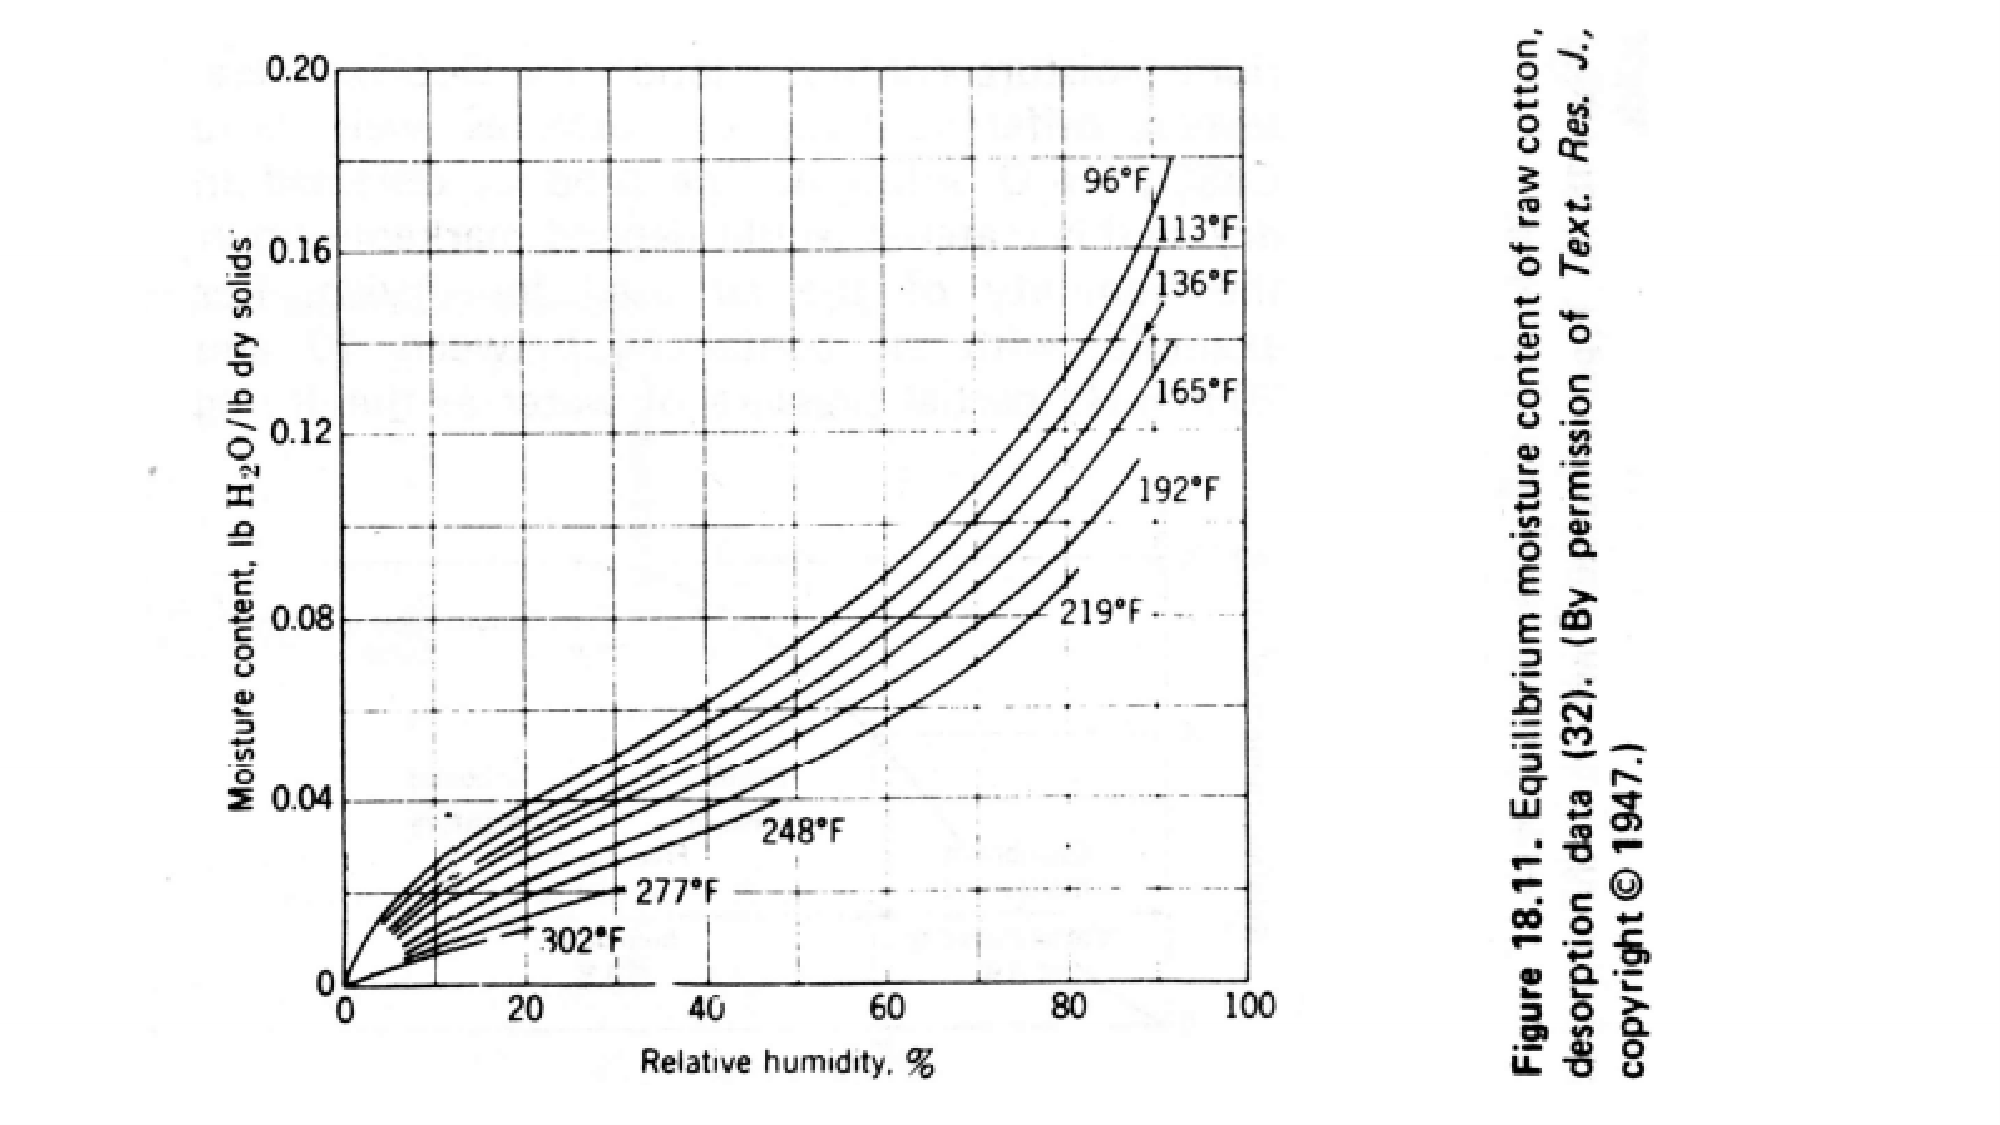 0.20
0.16
0.12
0.08
0.04
0
Moisture content, lb H₂O/lb dry solids
96°F
113°F
136°F
165°F
192°F
219°F
248°F
277°F
302°F
0
20
40
60
80
100
Relative humidity, %
Figure 18.11. Equilibrium moisture content of raw cotton,
desorption data (32). (By permission of Text. Res. J.,
copyright © 1947.)